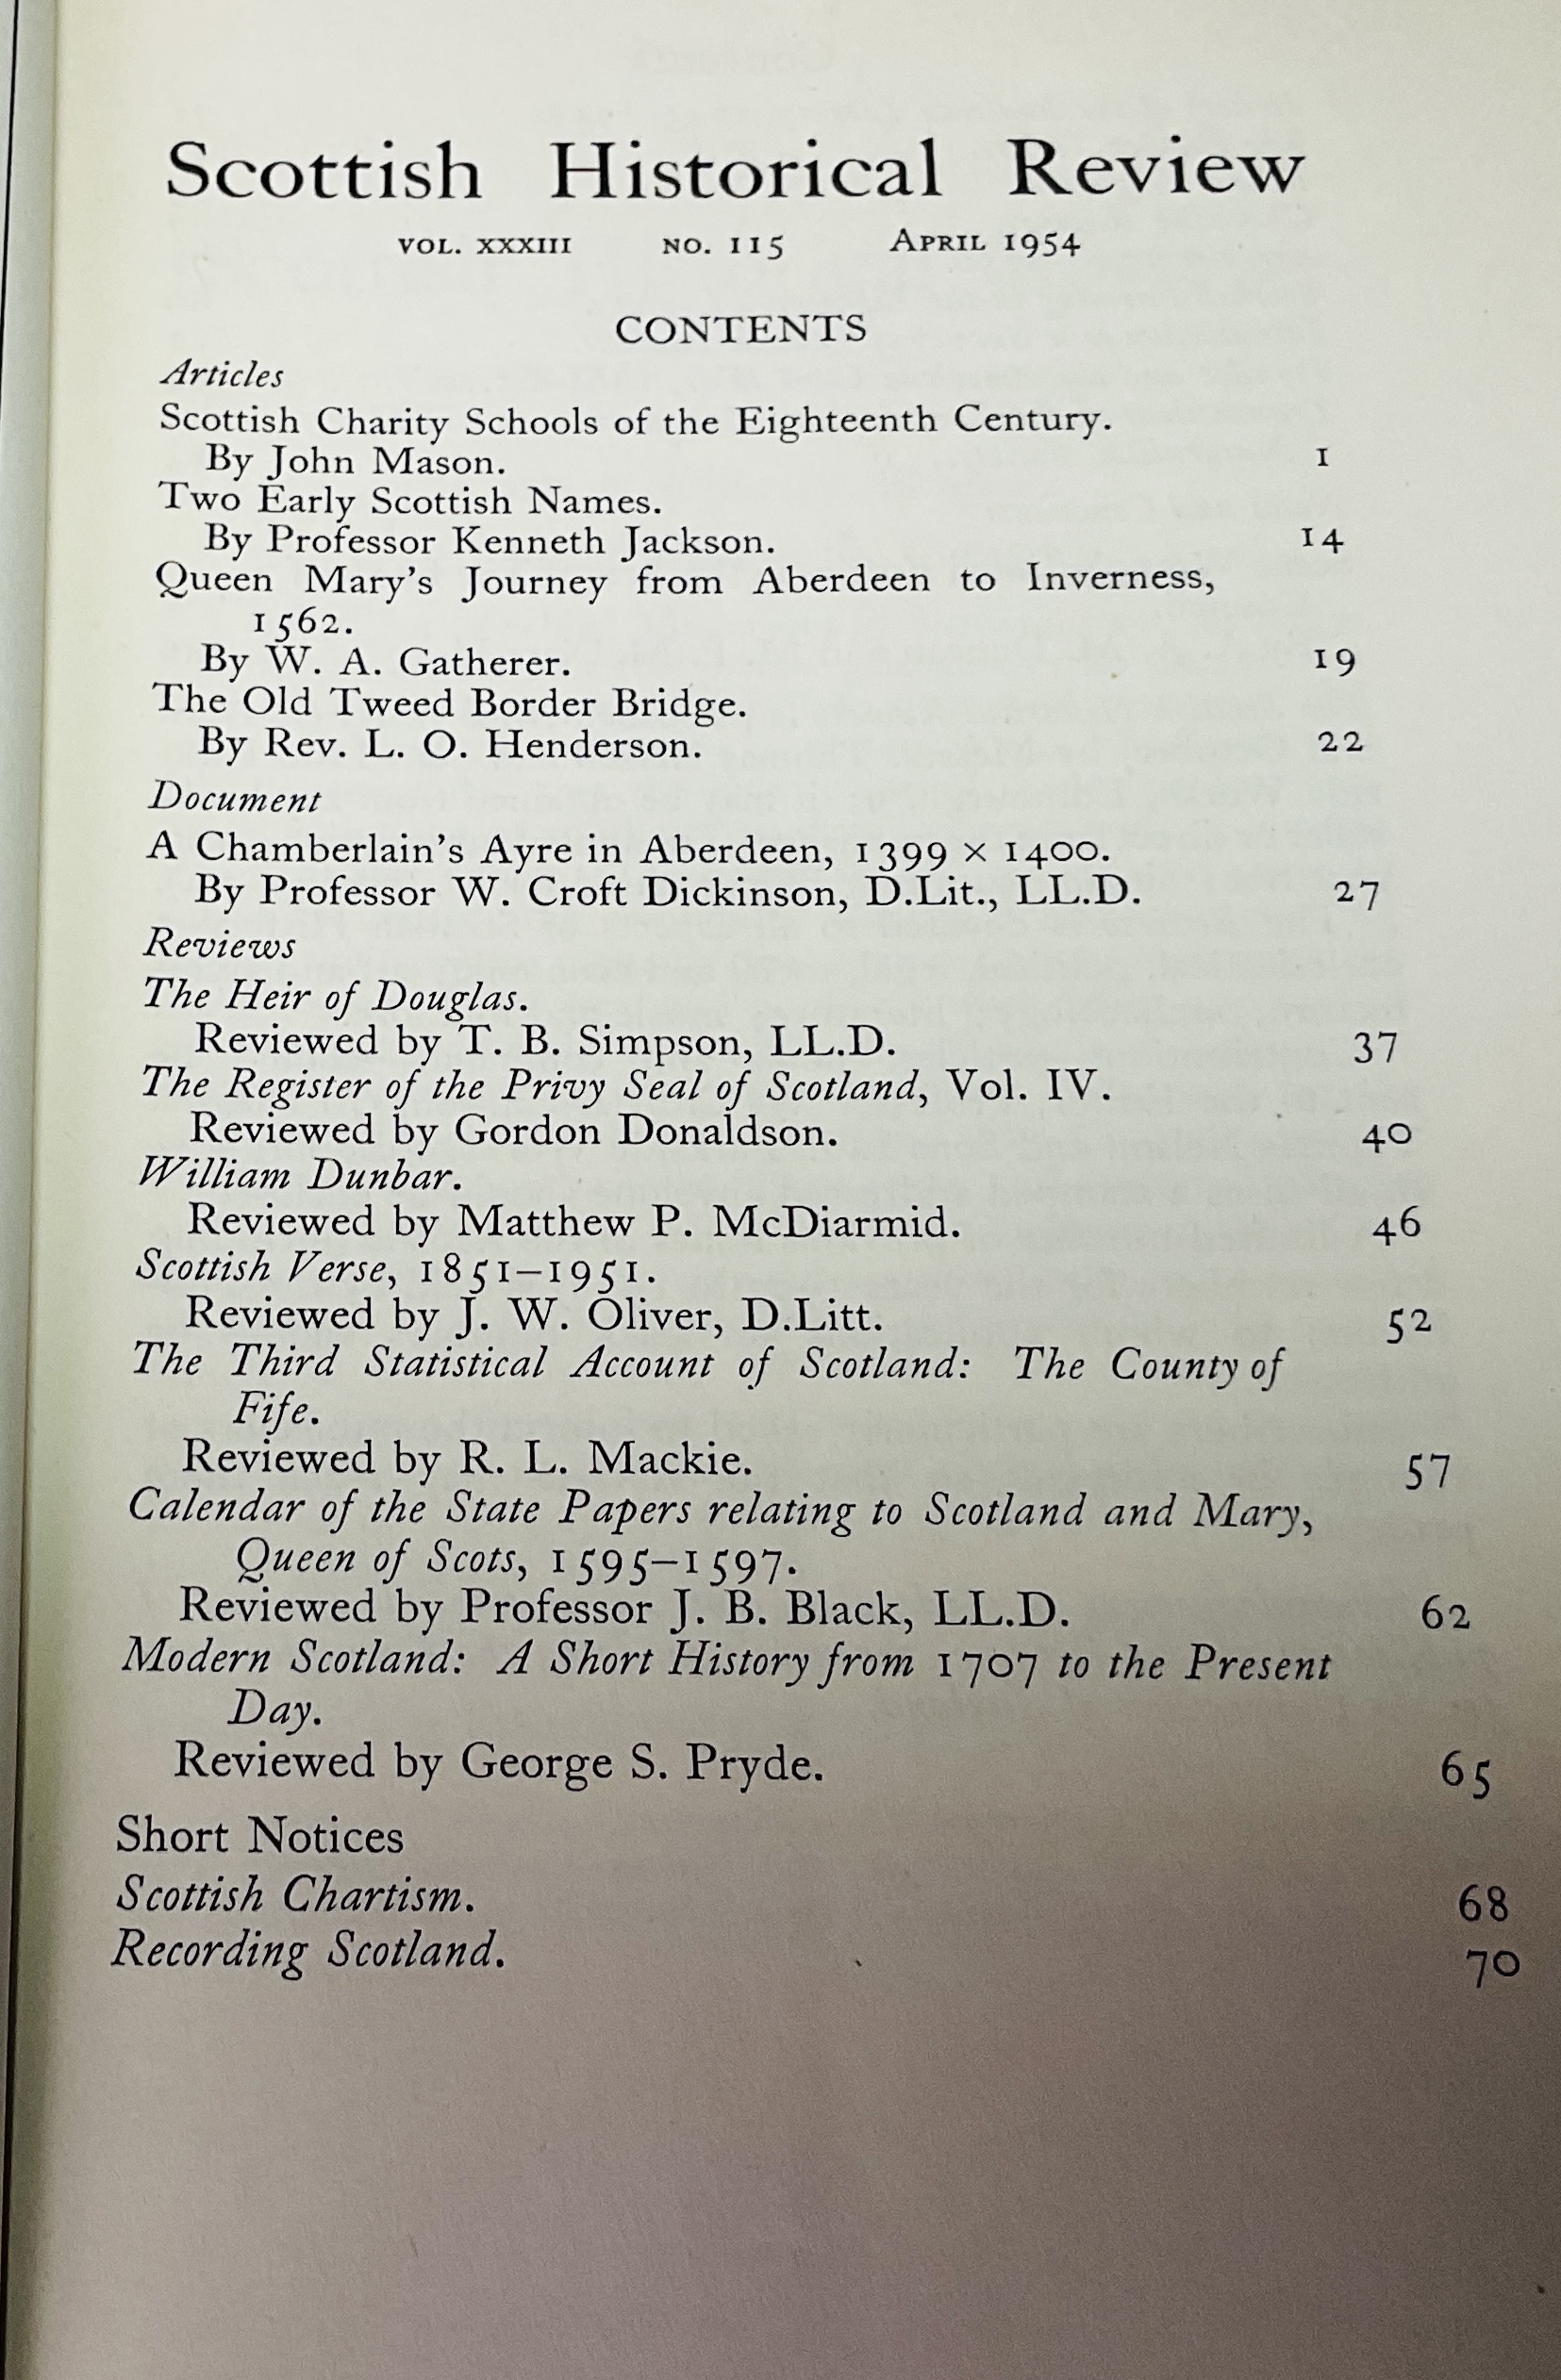 Scottish Historical Review
VOL. XXXIII NO. 115 APRIL 1954
CONTENTS
Articles
Scottish Charity Schools of the Eighteenth Century.
By John Mason. 1
Two Early Scottish Names.
By Professor Kenneth Jackson. 14
Queen Mary's Journey from Aberdeen to Inverness,
1562.
By W. A. Gatherer. 19
The Old Tweed Border Bridge.
By Rev. L. O. Henderson. 22
Document
A Chamberlain's Ayre in Aberdeen, 1399 × 1400.
By Professor W. Croft Dickinson, D.Lit., LL.D. 27
Reviews
The Heir of Douglas.
Reviewed by T. B. Simpson, LL.D. 37
The Register of the Privy Seal of Scotland, Vol. IV.
Reviewed by Gordon Donaldson. 40
William Dunbar.
Reviewed by Matthew P. McDiarmid. 46
Scottish Verse, 1851–1951.
Reviewed by J. W. Oliver, D.Litt. 52
The Third Statistical Account of Scotland: The County of
Fife.
Reviewed by R. L. Mackie. 57
Calendar of the State Papers relating to Scotland and Mary,
Queen of Scots, 1595–1597.
Reviewed by Professor J. B. Black, LL.D. 62
Modern Scotland: A Short History from 1707 to the Present
Day.
Reviewed by George S. Pryde. 65
Short Notices
Scottish Chartism. 68
Recording Scotland. 70